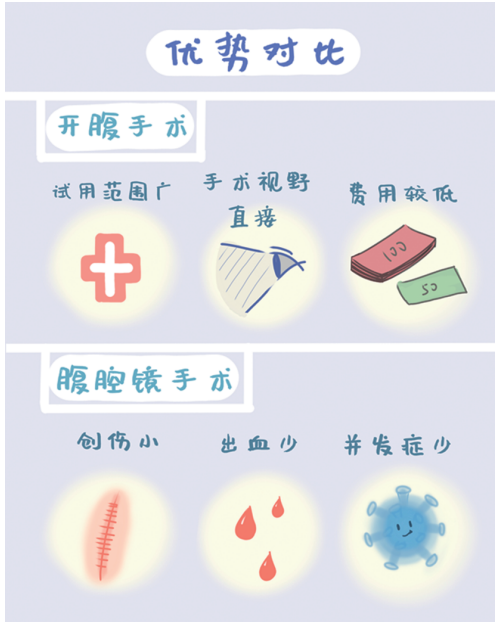 优势对比
开腹手术
试用范围广
手术视野
直接
费用较低
100
50
腹腔镜手术
创伤小
出血少
并发症少